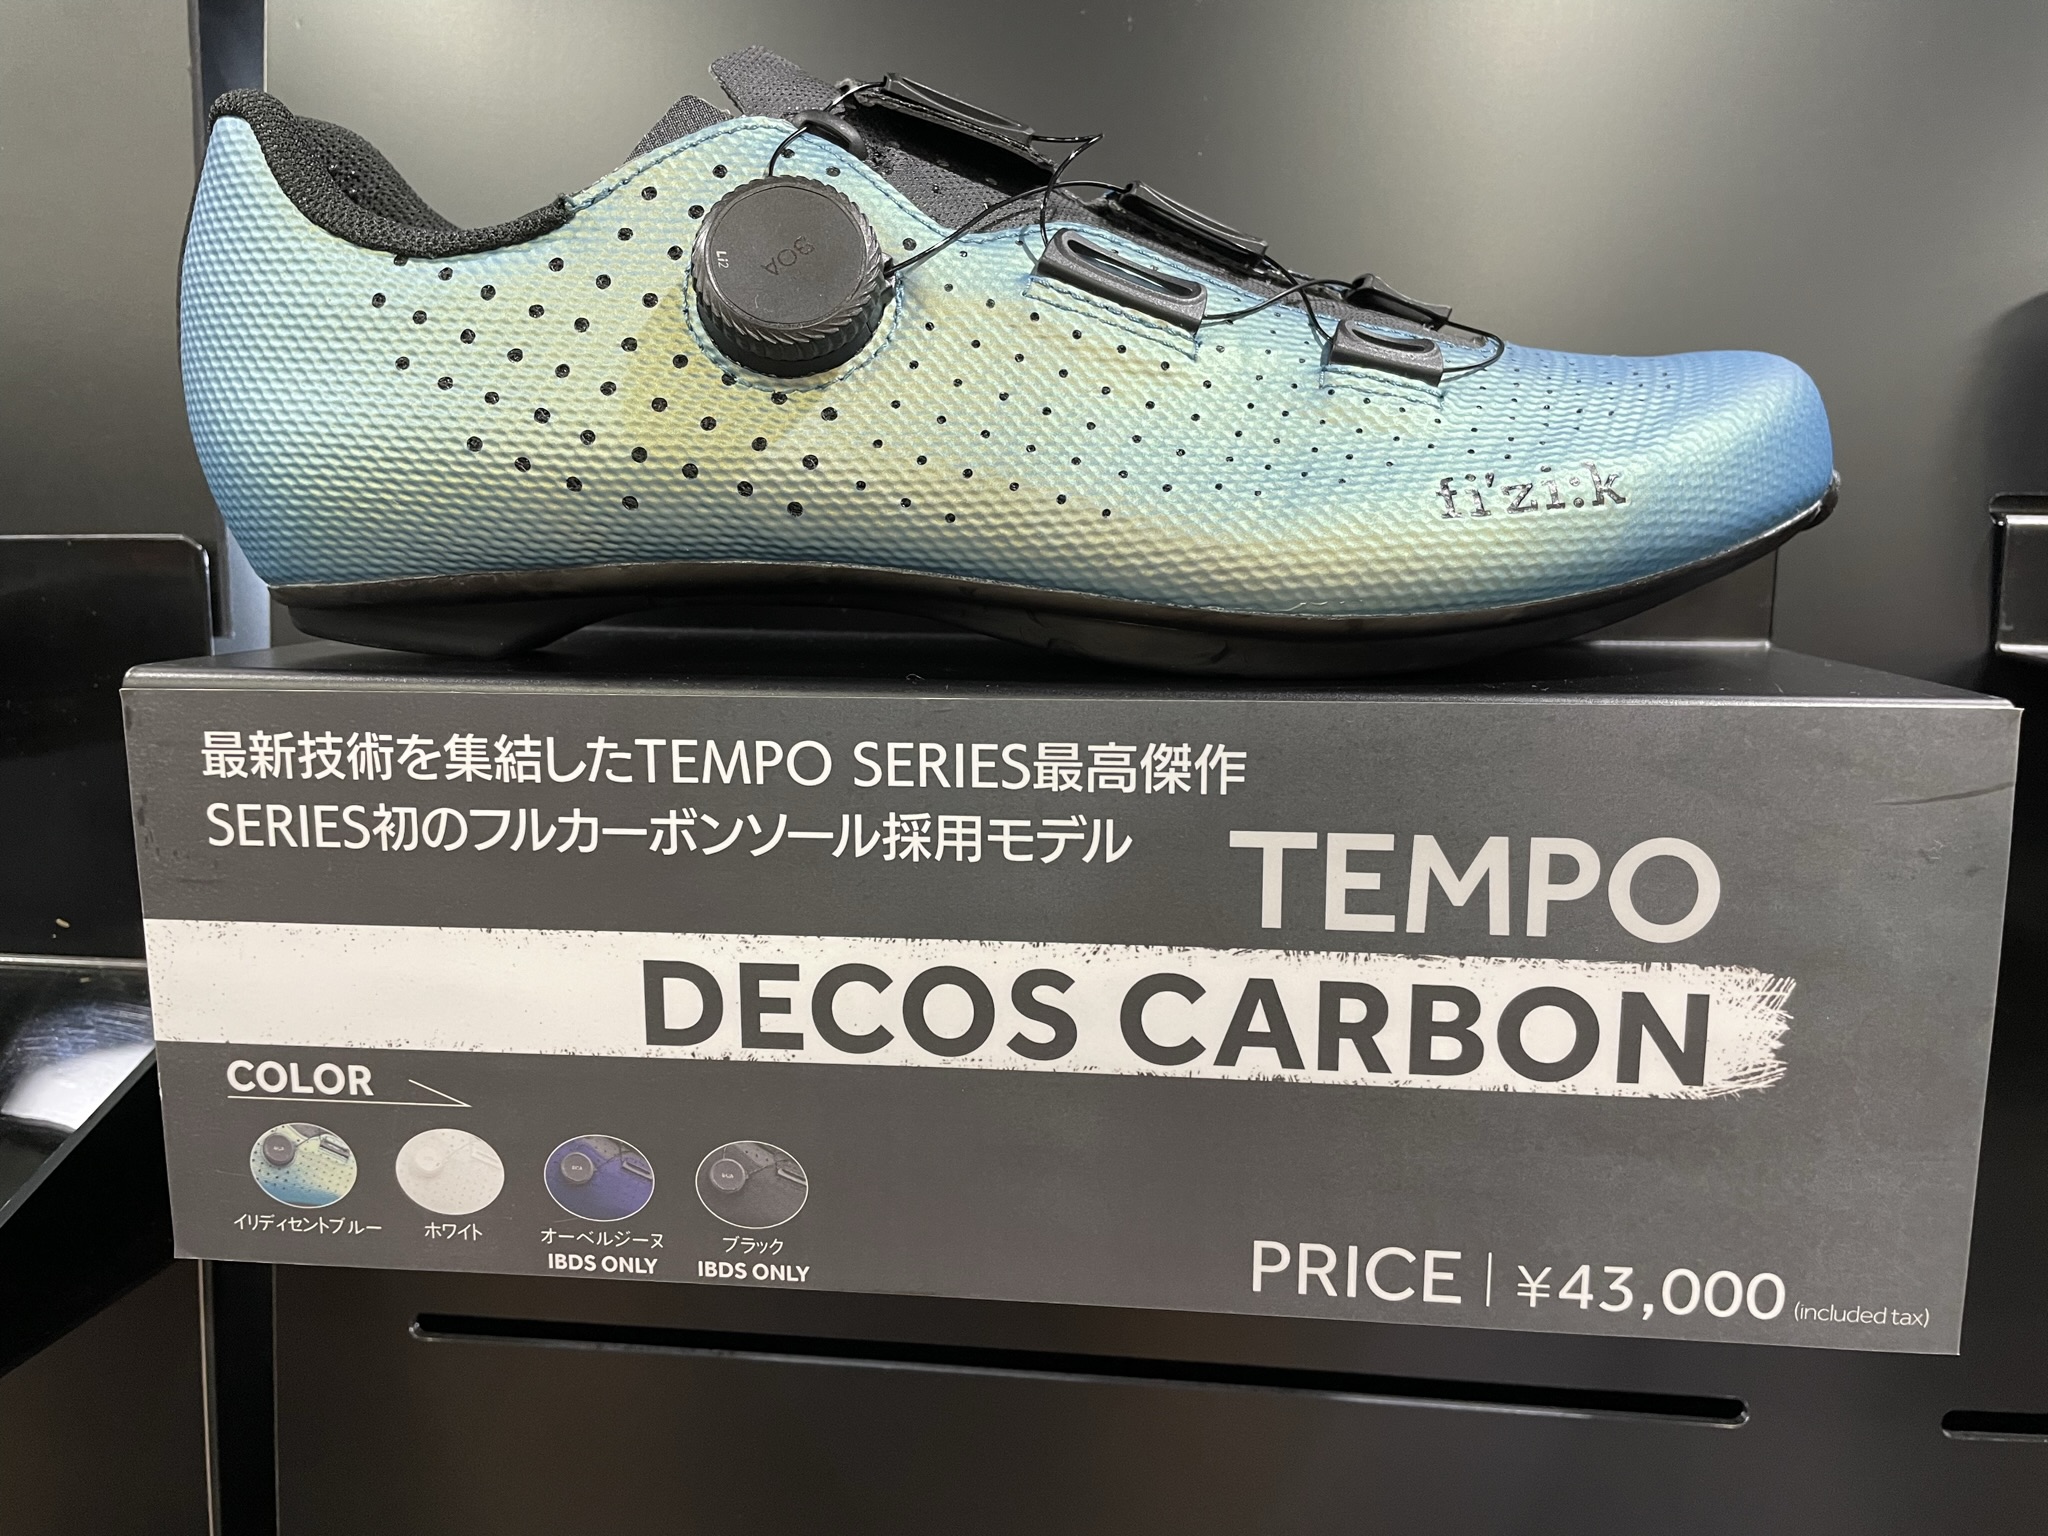 BOA
Li2
fi'zi:k
最新技術を集結したTEMPO SERIES最高傑作
SERIES初のフルカーボンソール採用モデル
TEMPO
DECOS CARBON
COLOR
イリディセントブルー
ホワイト
オーベルジーヌ
IBDS ONLY
ブラック
IBDS ONLY
PRICE | ¥43,000 (included tax)